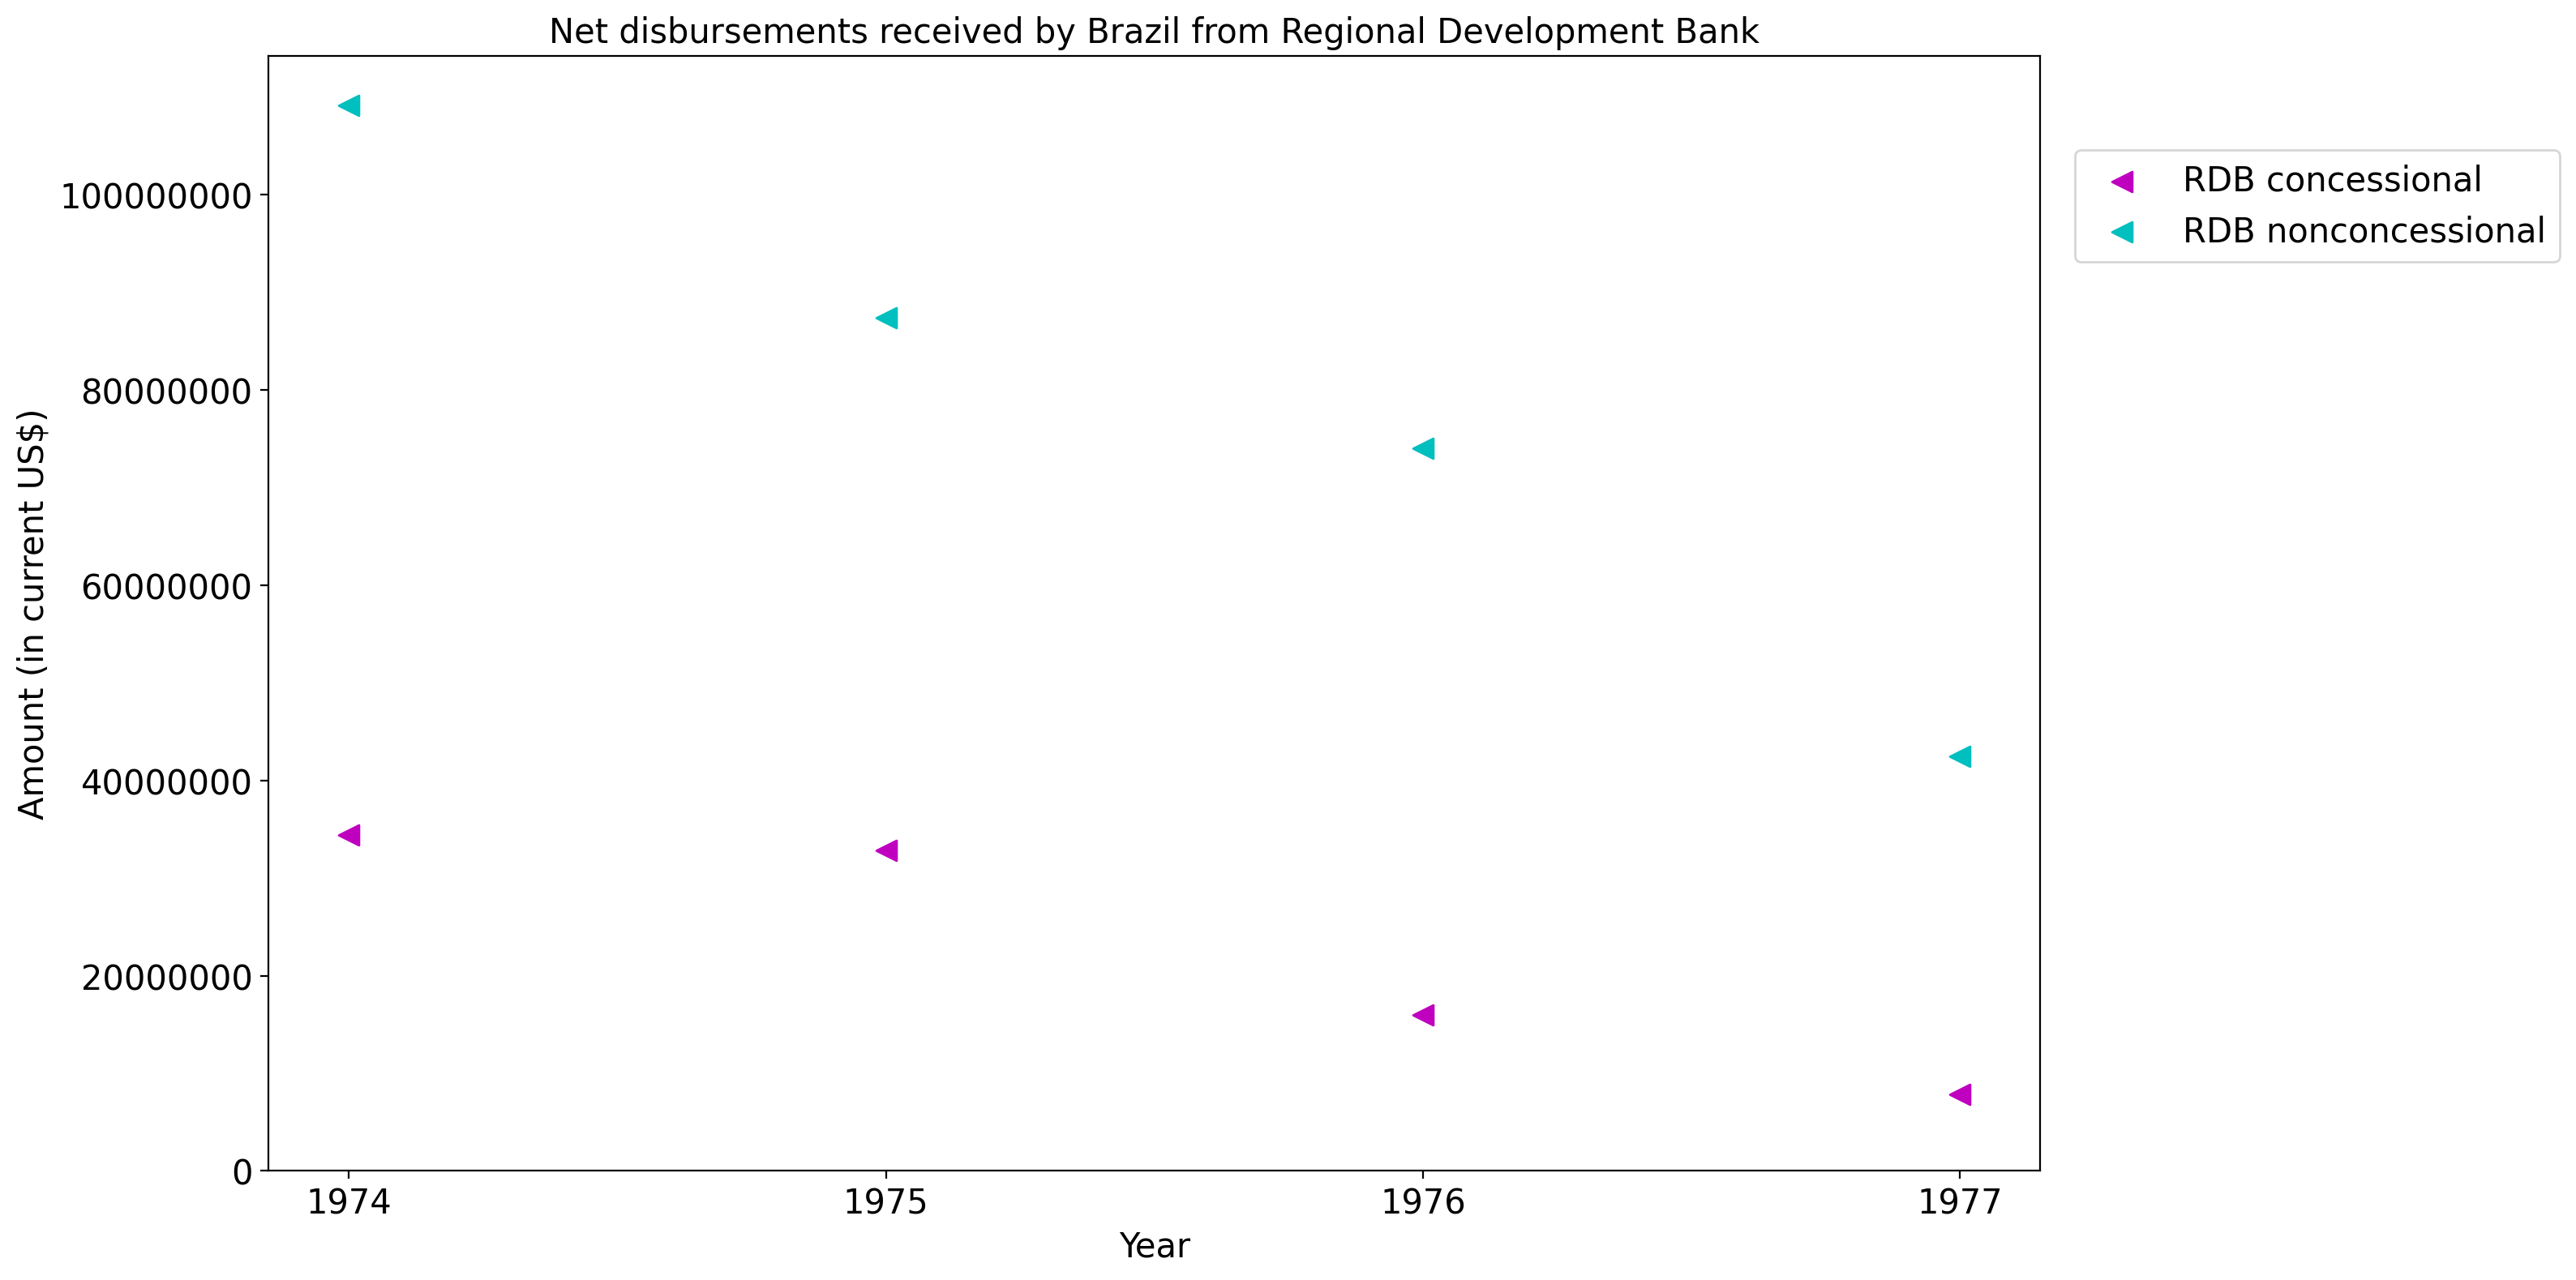 Net disbursements received by Brazil from Regional Development Bank
Amount (in current US$)
100000000
80000000
60000000
40000000
20000000
0
1974
1975
1976
1977
Year
RDB concessional
RDB nonconcessional